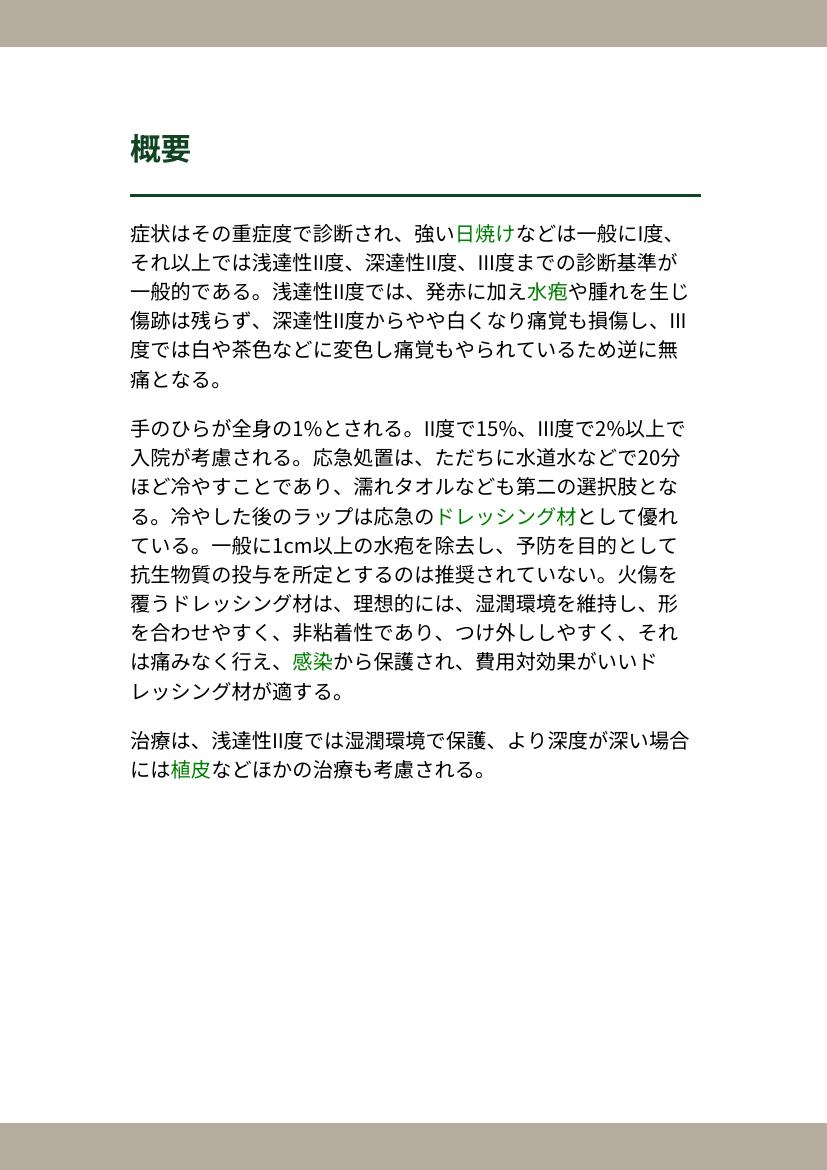 概要
症状はその重症度で診断され、強い日焼けなどは一般にI度、
それ以上では浅達性II度、深達性II度、III度までの診断基準が
一般的である。浅達性II度では、発赤に加え水疱や腫れを生じ
傷跡は残らず、深達性II度からやや白くなり痛覚も損傷し、III
度では白や茶色などに変色し痛覚もやられているため逆に無
痛となる。
手のひらが全身の1%とされる。II度で15%、III度で2%以上で
入院が考慮される。応急処置は、ただちに水道水などで20分
ほど冷やすことであり、濡れタオルなども第二の選択肢とな
る。冷やした後のラップは応急のドレッシング材として優れ
ている。一般に1cm以上の水疱を除去し、予防を目的として
抗生物質の投与を所定とするのは推奨されていない。火傷を
覆うドレッシング材は、理想的には、湿潤環境を維持し、形
を合わせやすく、非粘着性であり、つけ外ししやすく、それ
は痛みなく行え、感染から保護され、費用対効果がいいド
レッシング材が適する。
治療は、浅達性II度では湿潤環境で保護、より深度が深い場合
には植皮などほかの治療も考慮される。